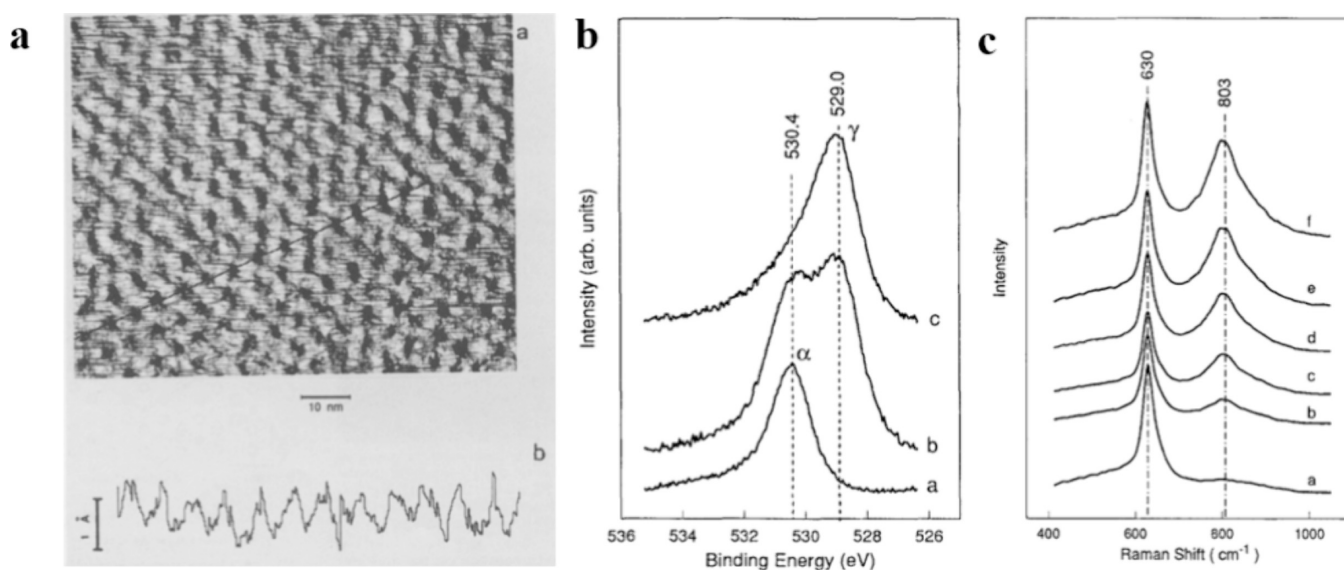 a
a
10 nm
b
1 Å
b
530.4
529.0
γ
α
c
b
a
Intensity (arb. units)
536
534
532
530
528
526
Binding Energy (eV)
c
630
803
f
e
d
c
b
a
Intensity
400
600
800
1000
Raman Shift ( cm⁻¹ )